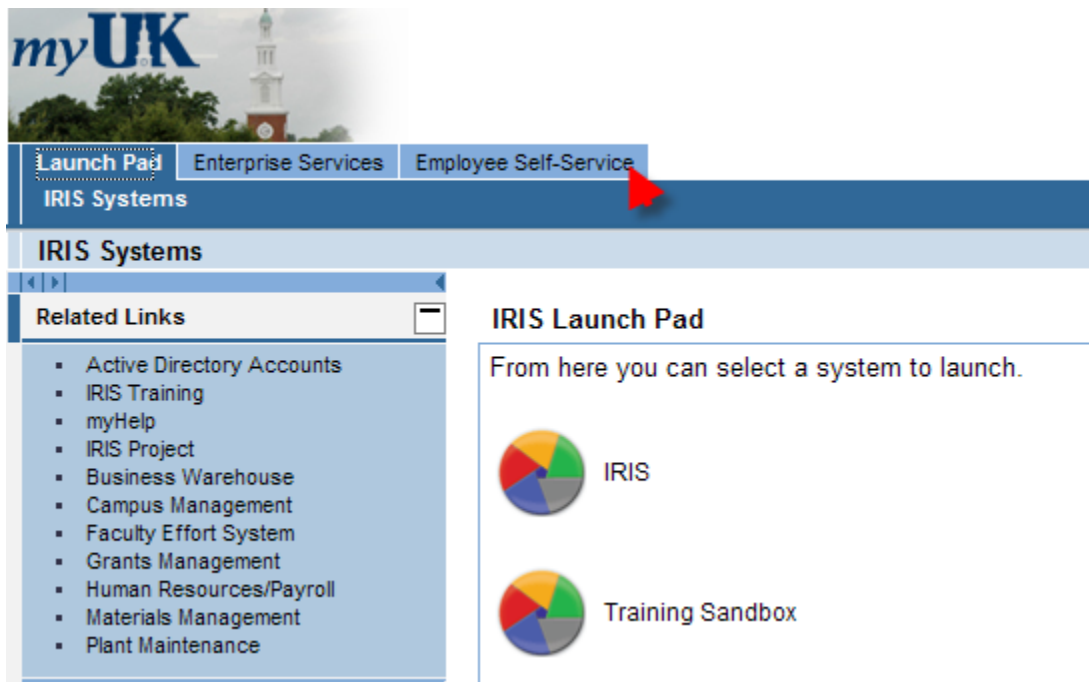 myUK
Launch Pad Enterprise Services Employee Self-Service
IRIS Systems
IRIS Systems
Related Links
Active Directory Accounts
IRIS Training
myHelp
IRIS Project
Business Warehouse
Campus Management
Faculty Effort System
Grants Management
Human Resources/Payroll
Materials Management
Plant Maintenance
IRIS Launch Pad
From here you can select a system to launch.
IRIS
Training Sandbox